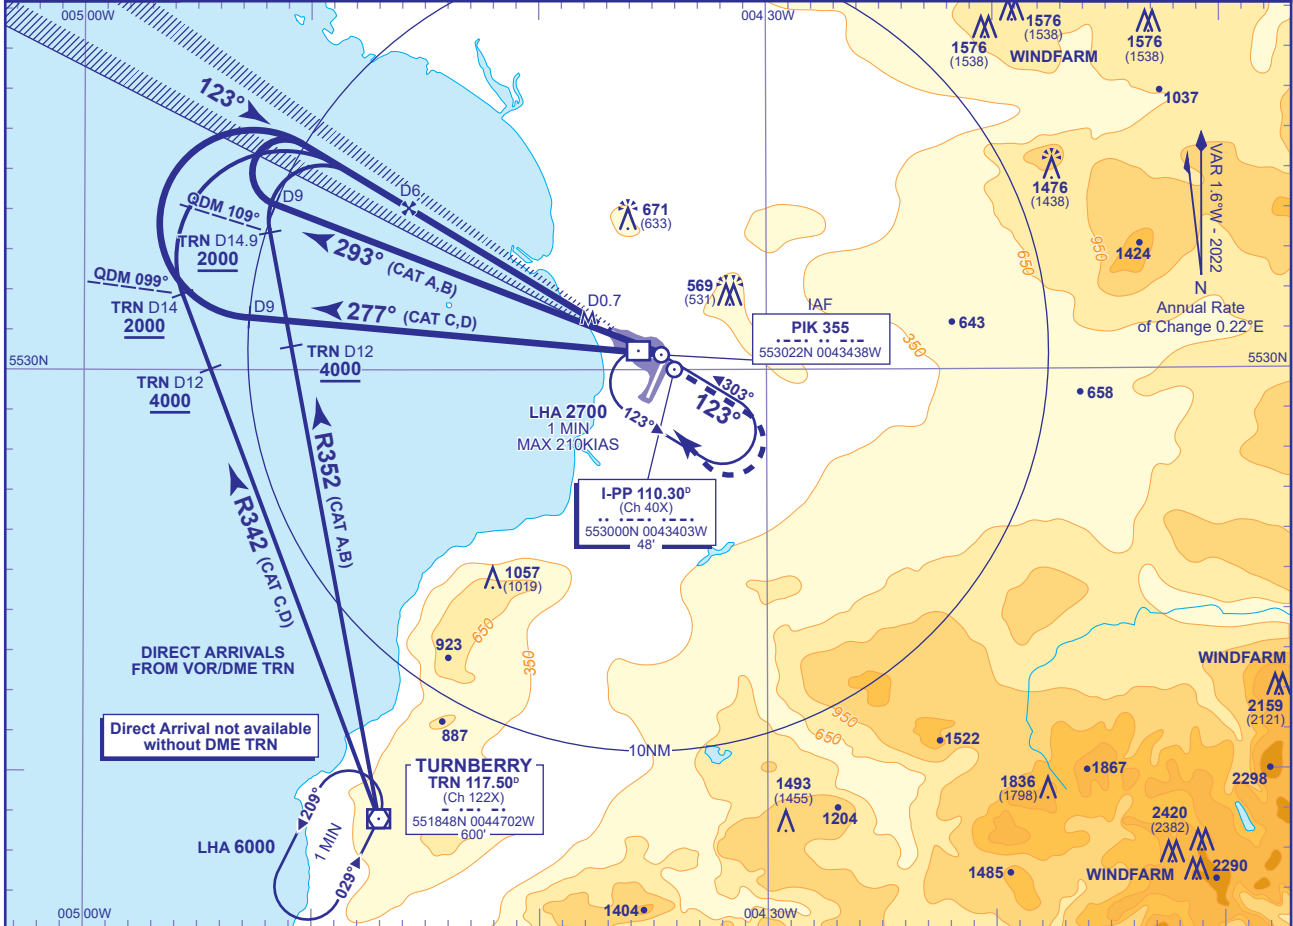 005 00W
004 30W
1576
(1538)
1576
(1538)
1576
(1538)
WINDFARM
1037
123°
VAR 1.6°W - 2022
N
Annual Rate
of Change 0.22°E
1476
(1438)
950
1424
650
D6
D9
QDM 109°
TRN D14.9
2000
671
(633)
293° (CAT A,B)
QDM 099°
TRN D14
2000
D9
277° (CAT C,D)
D0.7
569
(531)
IAF
PIK 355
553022N 0043438W
643
350
5530N
5530N
TRN D12
4000
TRN D12
4000
658
303°
123°
123°
LHA 2700
1 MIN
MAX 210KIAS
R352 (CAT A,B)
R342 (CAT C,D)
I-PP 110.30D
(Ch 40X)
553000N 0043403W
48'
1057
(1019)
923
650
350
DIRECT ARRIVALS
FROM VOR/DME TRN
Direct Arrival not available
without DME TRN
887
10NM
WINDFARM
2159
(2121)
950
650
1522
TURNBERRY
TRN 117.50D
(Ch 122X)
551848N 0044702W
600'
1493
(1455)
1204
1836
(1798)
1867
2298
209°
1 MIN
029°
LHA 6000
2420
(2382)
WINDFARM
2290
1485
1404
005 00W
004 30W